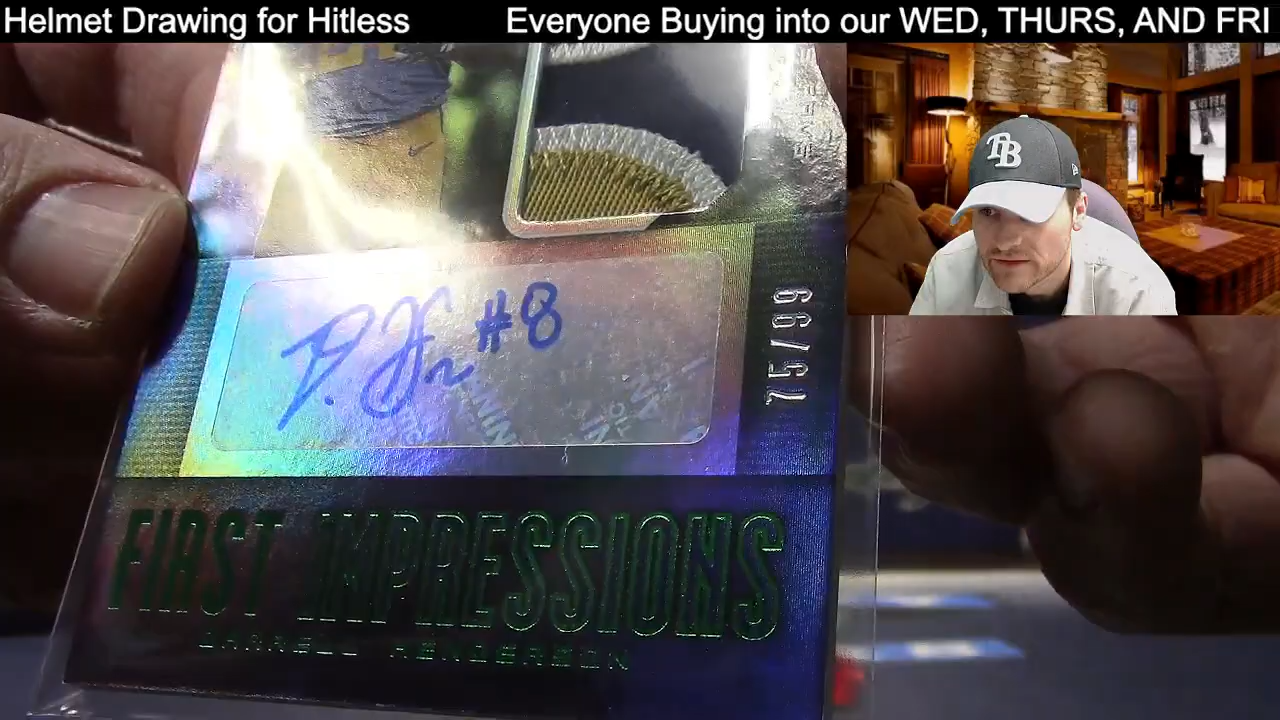 Helmet Drawing for Hitless Everyone Buying into our WED, THURS, AND FRI
TB
D. H #8
75/99
FIRST IMPRESSIONS
DARRELL HENDERSON